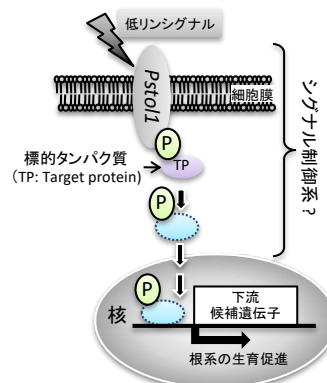 低リンシグナル
Pstol1
細胞膜
P
標的タンパク質
(TP: Target protein)
TP
シグナル制御系？
P
P
核
下流
候補遺伝子
根系の生育促進